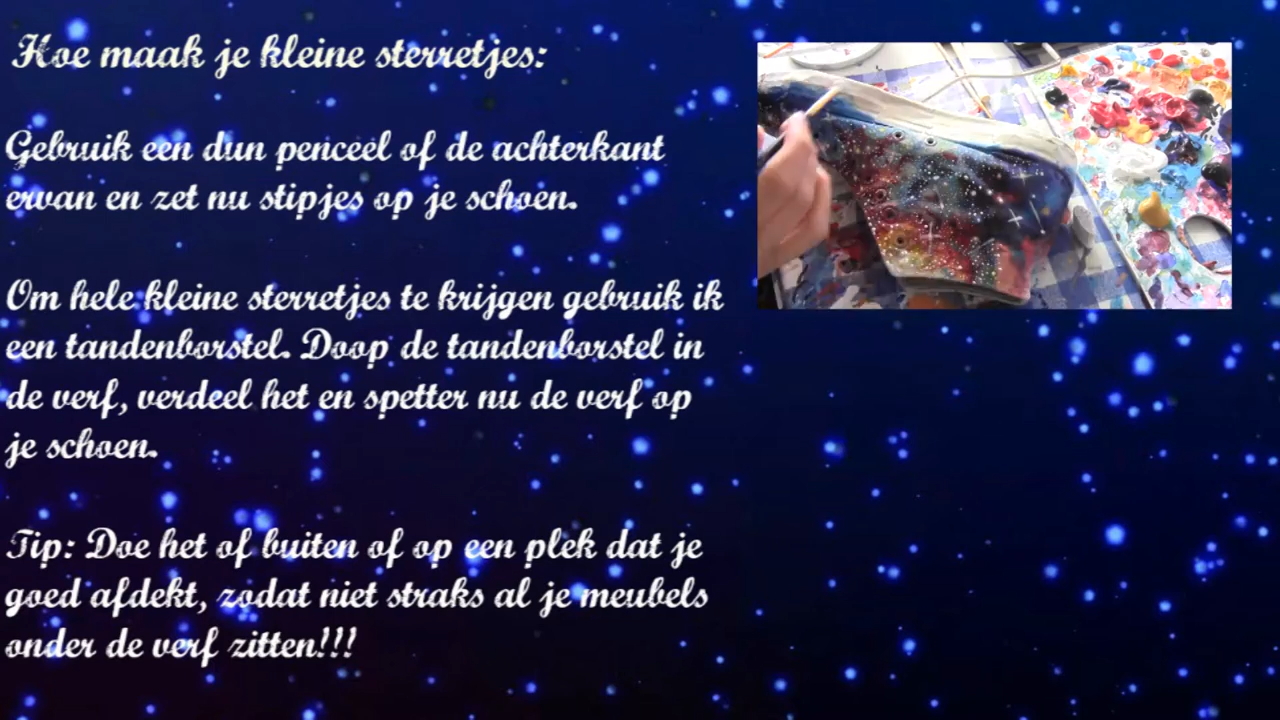 Hoe maak je kleine sterretjes:
Gebruik een dun penceel of de achterkant
ervan en zet nu stipjes op je schoen.
Om hele kleine sterretjes te krijgen gebruik ik
een tandenborstel. Doop de tandenborstel in
de verf, verdeel het en spetter nu de verf op
je schoen.
Tip: Doe het of buiten of op een plek dat je
goed afdekt, zodat niet straks al je meubels
onder de verf zitten!!!